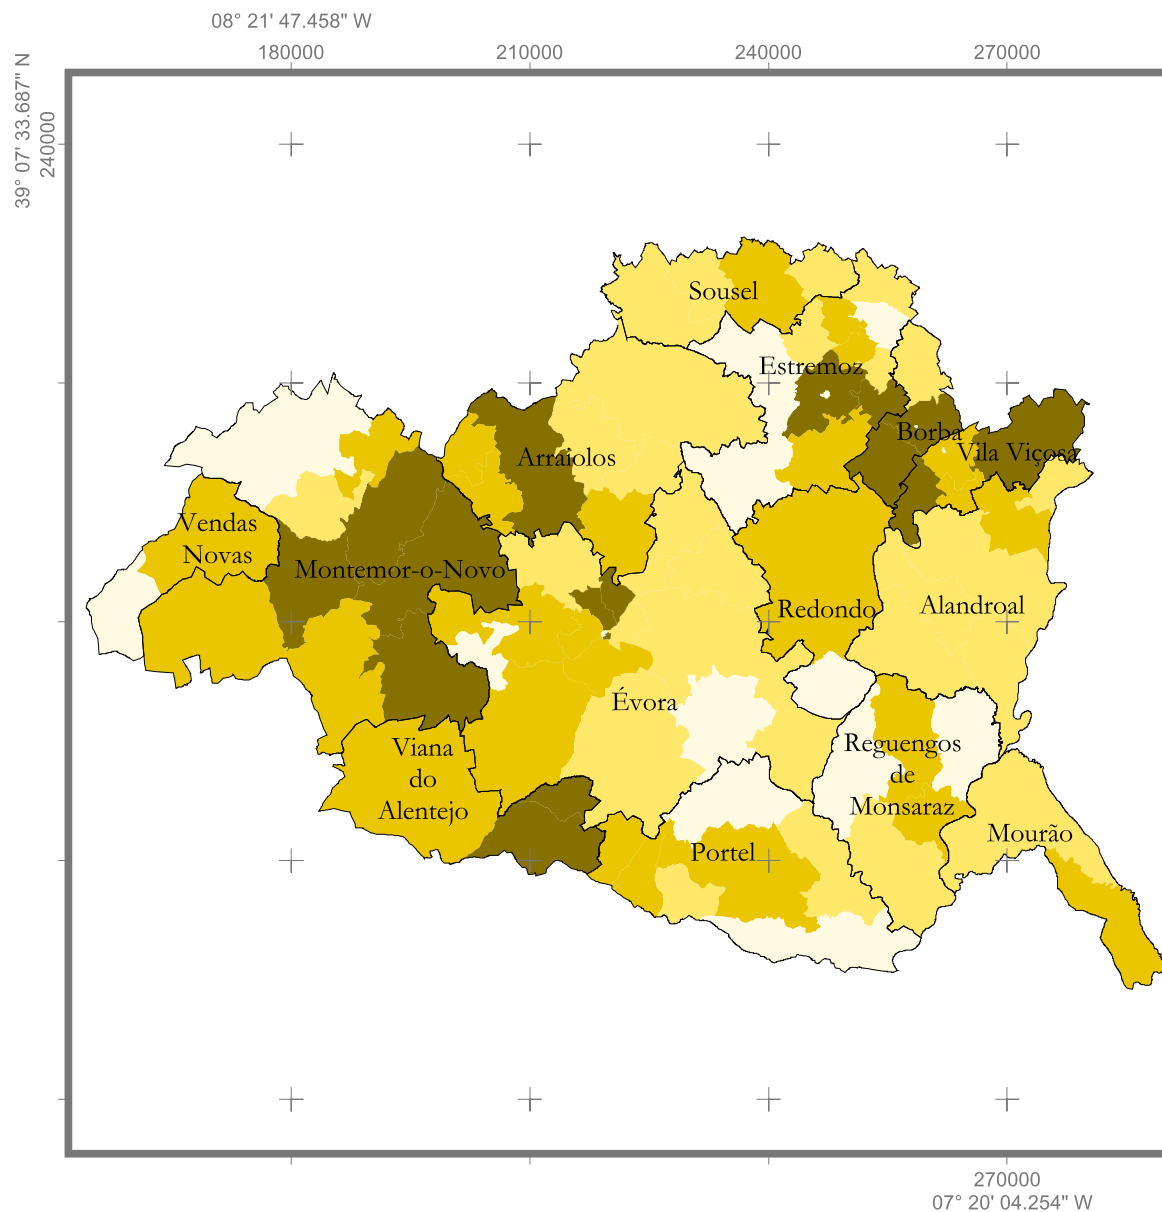 08° 21' 47.458" W
180000
210000
240000
270000
39° 07' 33.687" N
240000
Sousel
Estremoz
Borba
Vila Viçosa
Arraiolos
Vendas
Novas
Montemor-o-Novo
Redondo
Alandroal
Évora
Viana
do
Alentejo
Reguengos
de
Monsaraz
Mourão
Portel
270000
07° 20' 04.254" W